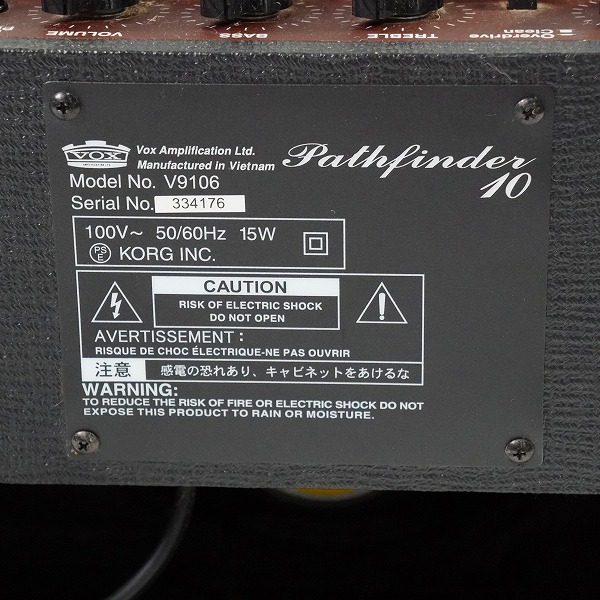 VOLUME
BASS
TREBLE
Overdrive
Clean
VOX
Vox Amplification Ltd.
Manufactured in Vietnam
Pathfinder
10
Model No. V9106
Serial No. 334176
100V～ 50/60Hz 15W
PS
E
KORG INC.
CAUTION
RISK OF ELECTRIC SHOCK
DO NOT OPEN
AVERTISSEMENT :
RISQUE DE CHOC ÉLECTRIQUE-NE PAS OUVRIR
注意 感電の恐れあり、キャビネットをあけるな
WARNING:
TO REDUCE THE RISK OF FIRE OR ELECTRIC SHOCK DO NOT
EXPOSE THIS PRODUCT TO RAIN OR MOISTURE.